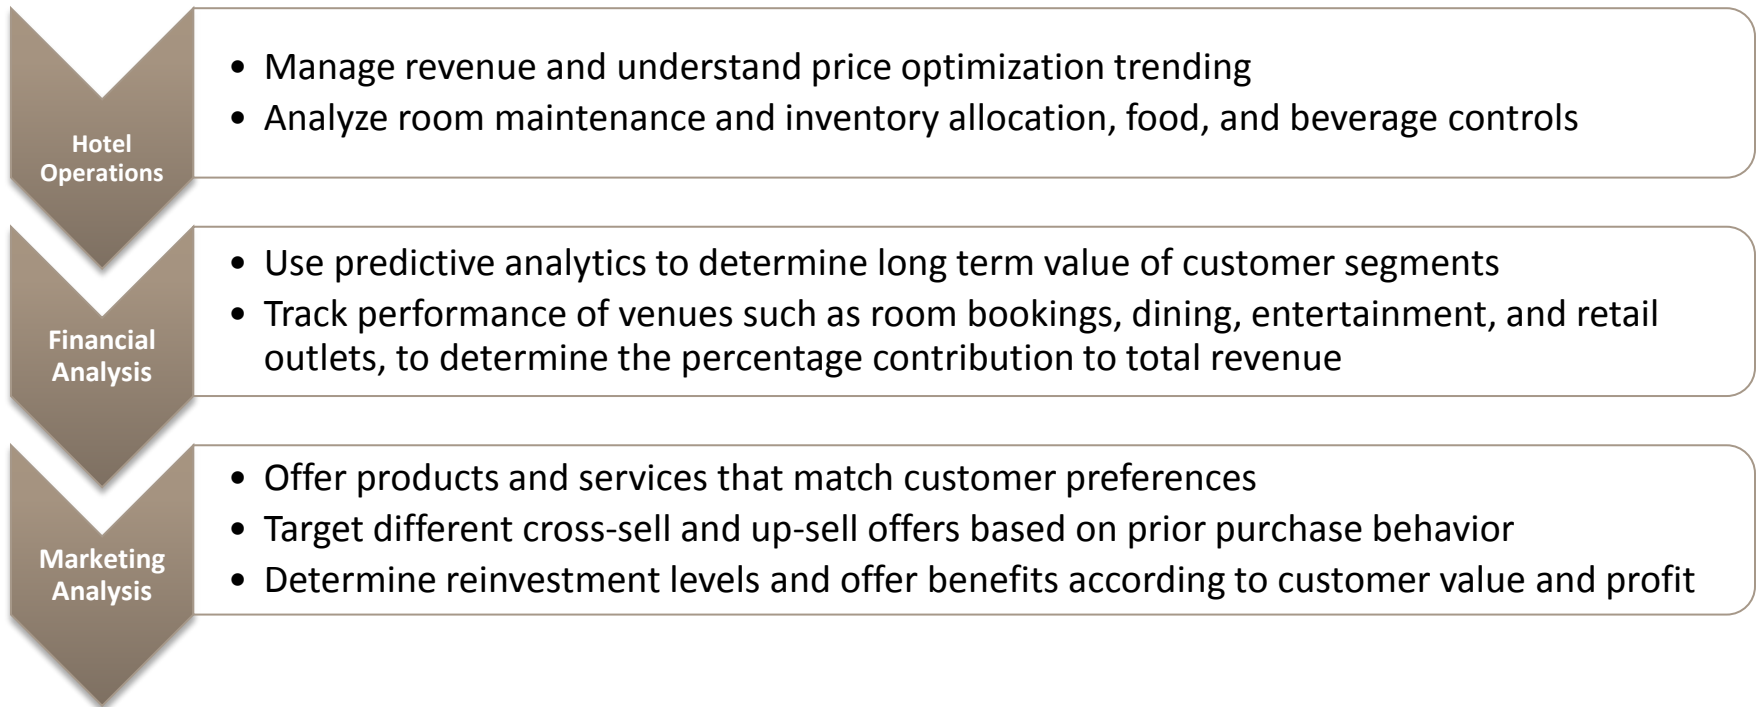 Hotel
Operations
• Manage revenue and understand price optimization trending
• Analyze room maintenance and inventory allocation, food, and beverage controls
Financial
Analysis
• Use predictive analytics to determine long term value of customer segments
• Track performance of venues such as room bookings, dining, entertainment, and retail
outlets, to determine the percentage contribution to total revenue
Marketing
Analysis
• Offer products and services that match customer preferences
• Target different cross-sell and up-sell offers based on prior purchase behavior
• Determine reinvestment levels and offer benefits according to customer value and profit